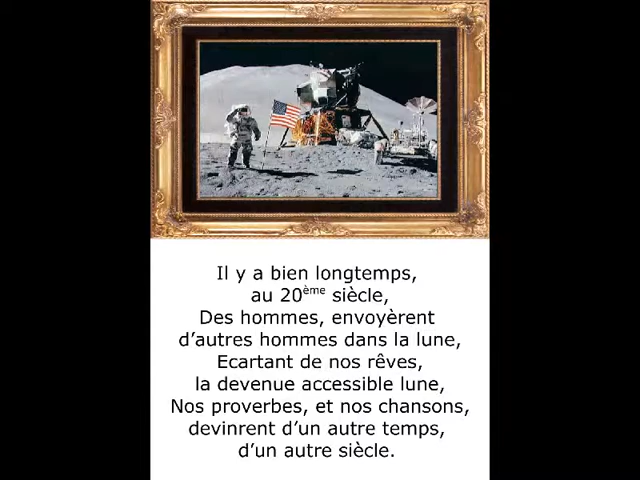 Il y a bien longtemps,
au 20ème siècle,
Des hommes, envoyèrent
d’autres hommes dans la lune,
Ecartant de nos rêves,
la devenue accessible lune,
Nos proverbes, et nos chansons,
devinrent d’un autre temps,
d’un autre siècle.